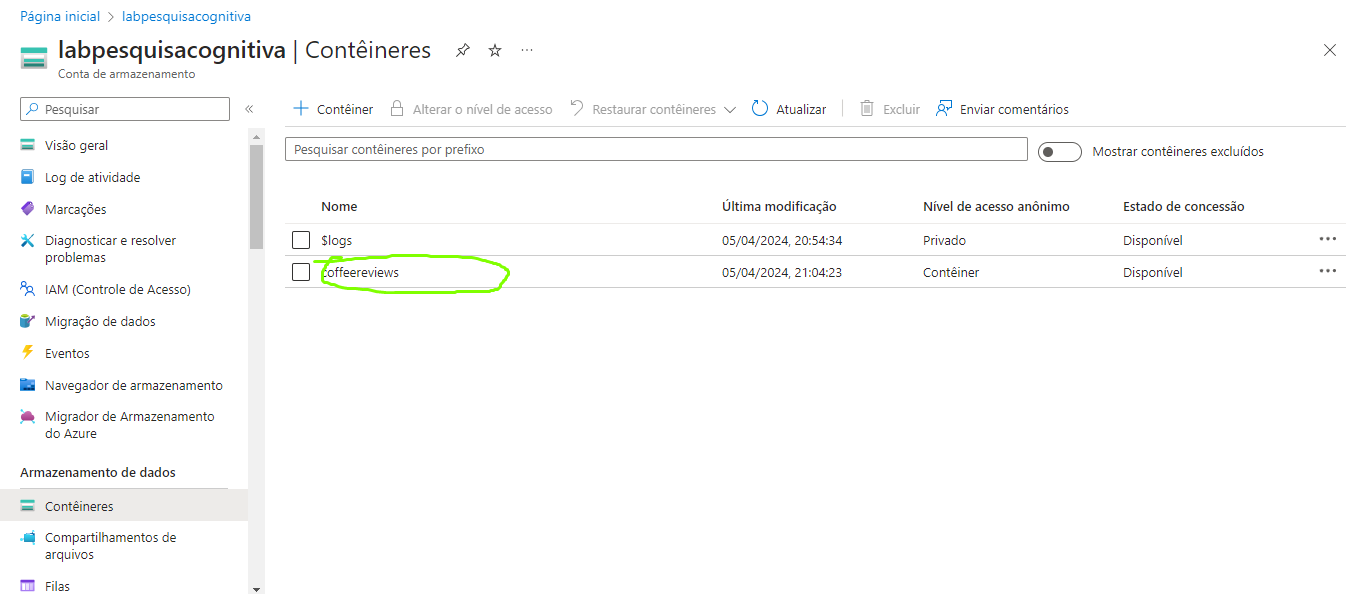 Página inicial > labpesquisacognitiva
labpesquisacognitiva | Contêineres
Conta de armazenamento
Pesquisar
Contêiner Alterar o nível de acesso Restaurar contêineres Atualizar Excluir Enviar comentários
Pesquisar contêineres por prefixo
Mostrar contêineres excluídos
Visão geral
Log de atividade
Marcações
Diagnosticar e resolver
problemas
IAM (Controle de Acesso)
Migração de dados
Eventos
Navegador de armazenamento
Migrador de Armazenamento
do Azure
Armazenamento de dados
Contêineres
Compartilhamentos de
arquivos
Filas
Nome Última modificação Nível de acesso anônimo Estado de concessão
$logs 05/04/2024, 20:54:34 Privado Disponível
coffeereviews 05/04/2024, 21:04:23 Contêiner Disponível